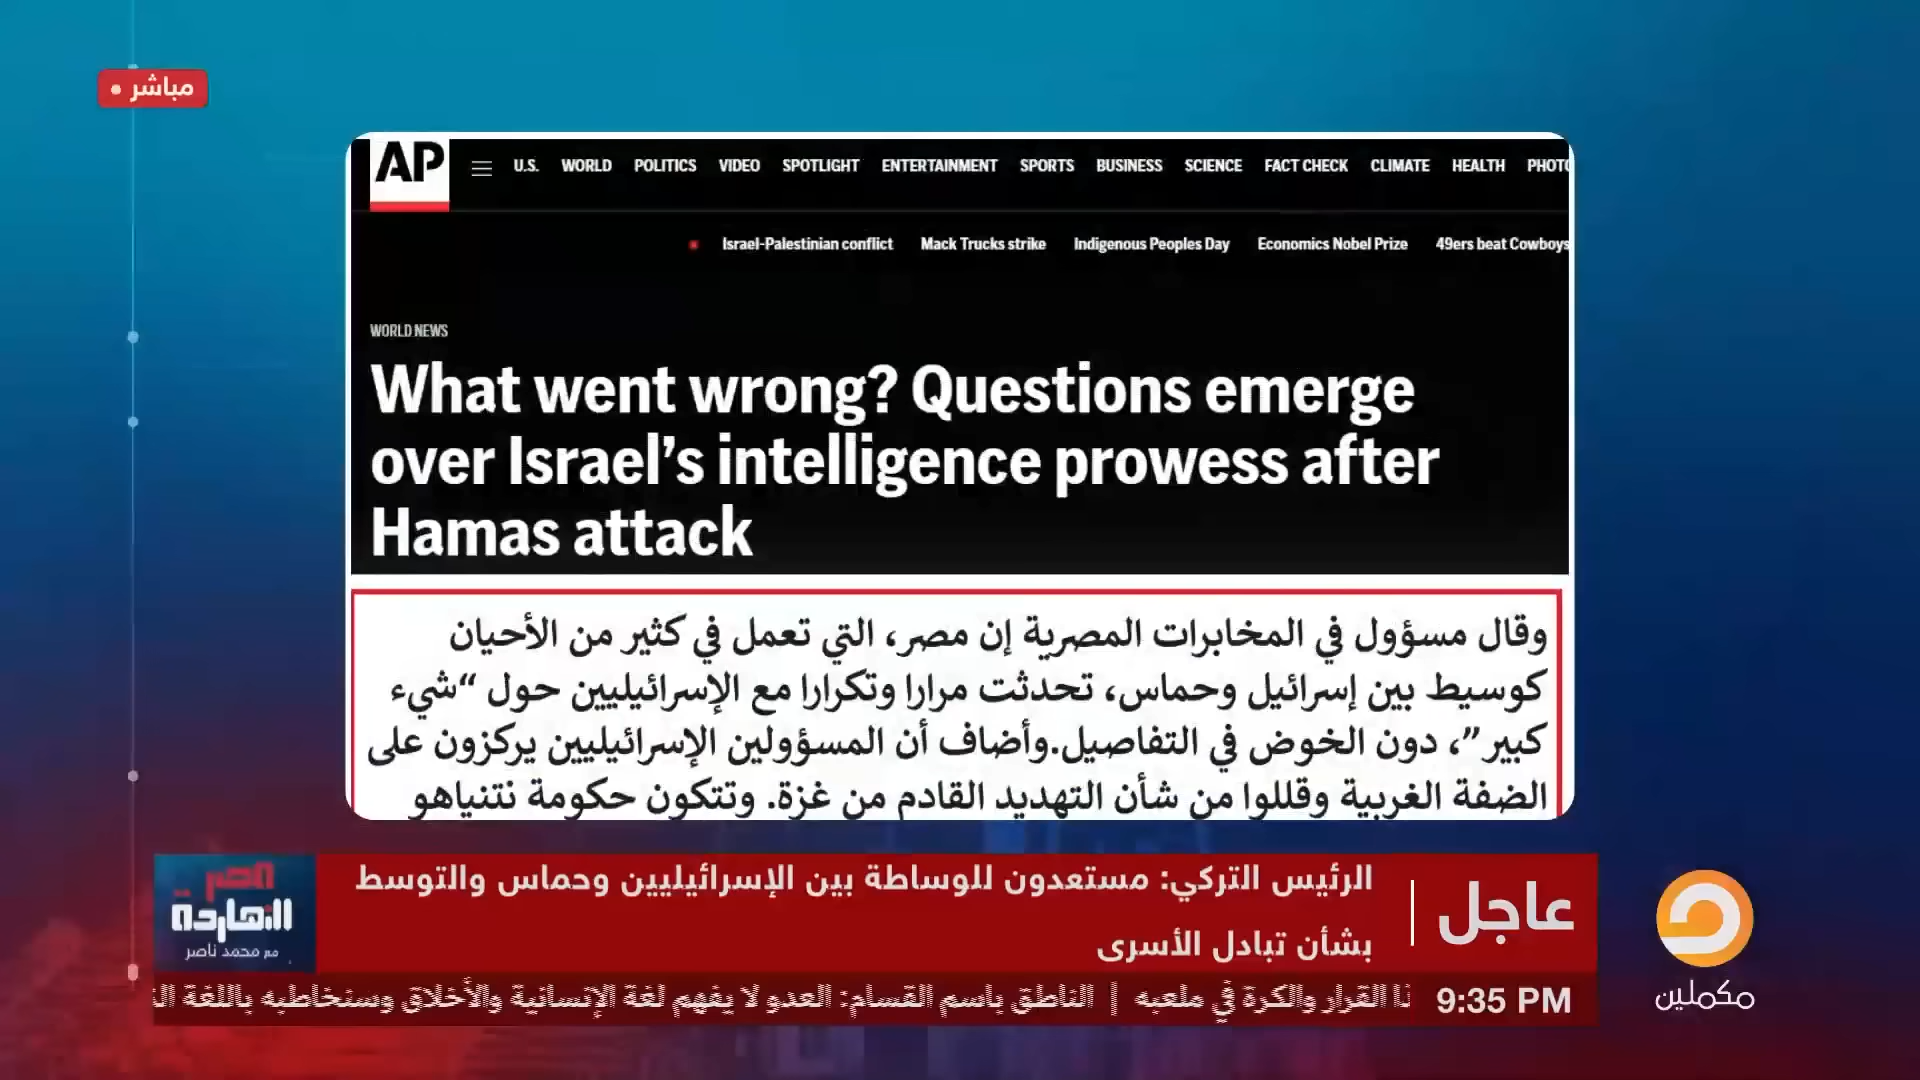 مباشر
AP
U.S. WORLD POLITICS VIDEO SPOTLIGHT ENTERTAINMENT SPORTS BUSINESS SCIENCE FACT CHECK CLIMATE HEALTH PHOTO
Israel-Palestinian conflict Mack Trucks strike Indigenous Peoples Day Economics Nobel Prize 49ers beat Cowboys
WORLD NEWS
What went wrong? Questions emerge
over Israel’s intelligence prowess after
Hamas attack
وقال مسؤول في المخابرات المصرية إن مصر، التي تعمل في كثير من الأحيان
كوسيط بين إسرائيل وحماس، تحدثت مرارا وتكرارا مع الإسرائيليين حول “شيء
كبير”، دون الخوض في التفاصيل.وأضاف أن المسؤولين الإسرائيليين يركزون على
الضفة الغربية وقللوا من شأن التهديد القادم من غزة. وتتكون حكومة نتنياهو
عاجل
الرئيس التركي: مستعدون للوساطة بين الإسرائيليين وحماس والتوسط
بشأن تبادل الأسرى
مصر
النهاردة
مع محمد ناصر
القرار والكرة في ملعبه | الناطق باسم القسام: العدو لا يفهم لغة الإنسانية والأخلاق وسنخاطبه باللغة
9:35 PM
مكملين